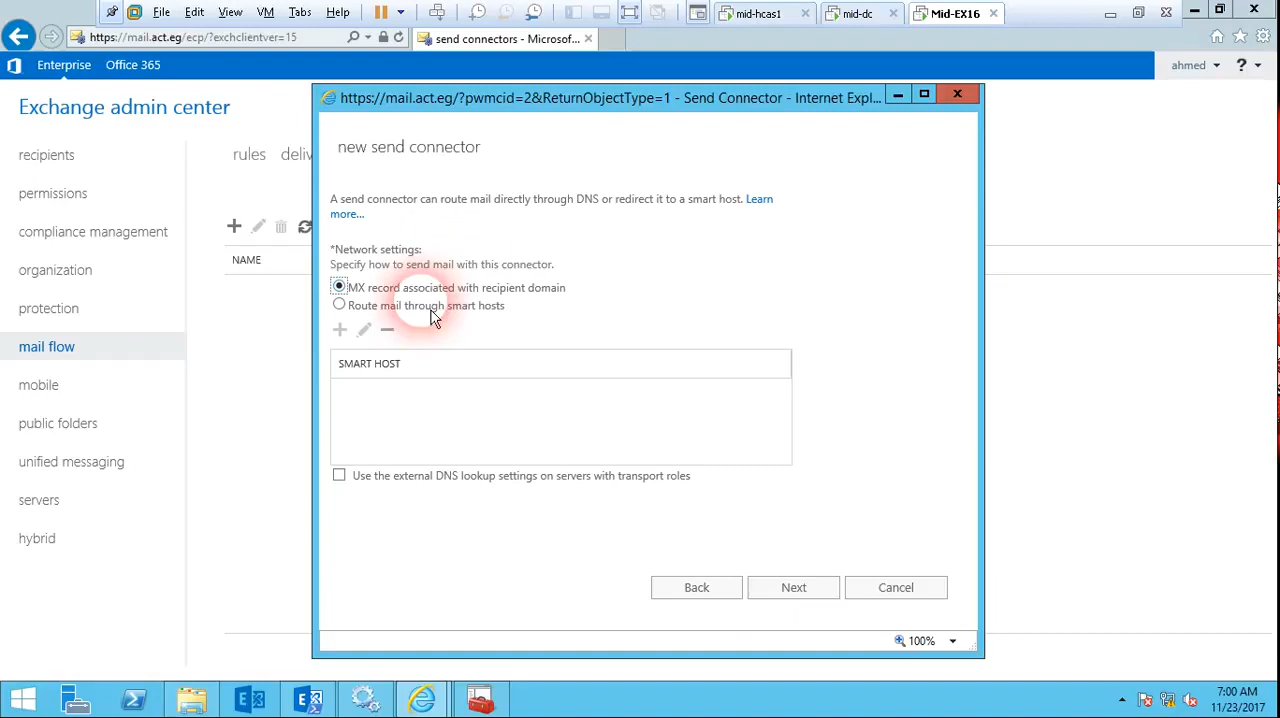 File Edit View VM Tabs Help mid-hcas1 mid-dc Mid-EX16
https://mail.act.eg/ecp/?exchclientver=15 send connectors - Microsof...
Enterprise Office 365 ahmed ?
Exchange admin center
recipients
permissions
compliance management
organization
protection
mail flow
mobile
public folders
unified messaging
servers
hybrid
rules deliv
NAME
https://mail.act.eg/?pwmcid=2&ReturnObjectType=1 - Send Connector - Internet Expl...
new send connector
A send connector can route mail directly through DNS or redirect it to a smart host. Learn
more...
*Network settings:
Specify how to send mail with this connector.
MX record associated with recipient domain
Route mail through smart hosts
SMART HOST
Use the external DNS lookup settings on servers with transport roles
Back Next Cancel
100%
7:00 AM
11/23/2017